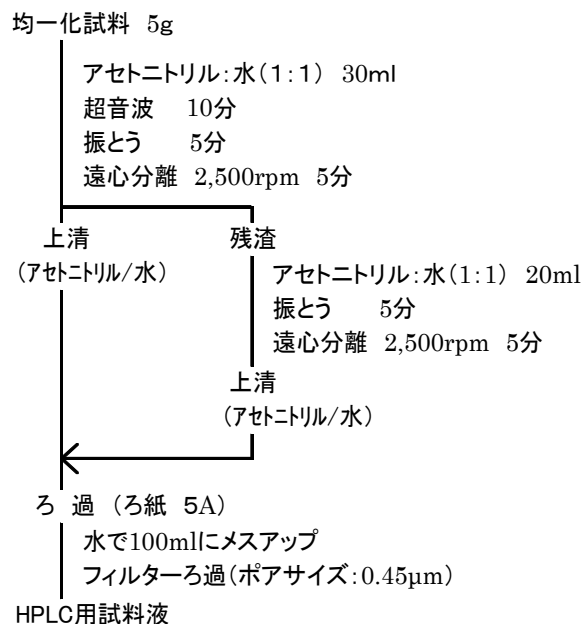 均一化試料 5g
アセトニトリル:水(1:1) 30ml
超音波 10分
振とう 5分
遠心分離 2,500rpm 5分
上清
(アセトニトリル/水)
残渣
アセトニトリル:水(1:1) 20ml
振とう 5分
遠心分離 2,500rpm 5分
上清
(アセトニトリル/水)
ろ 過 (ろ紙 5A)
水で100mlにメスアップ
フィルターろ過(ポアサイズ:0.45μm)
HPLC用試料液